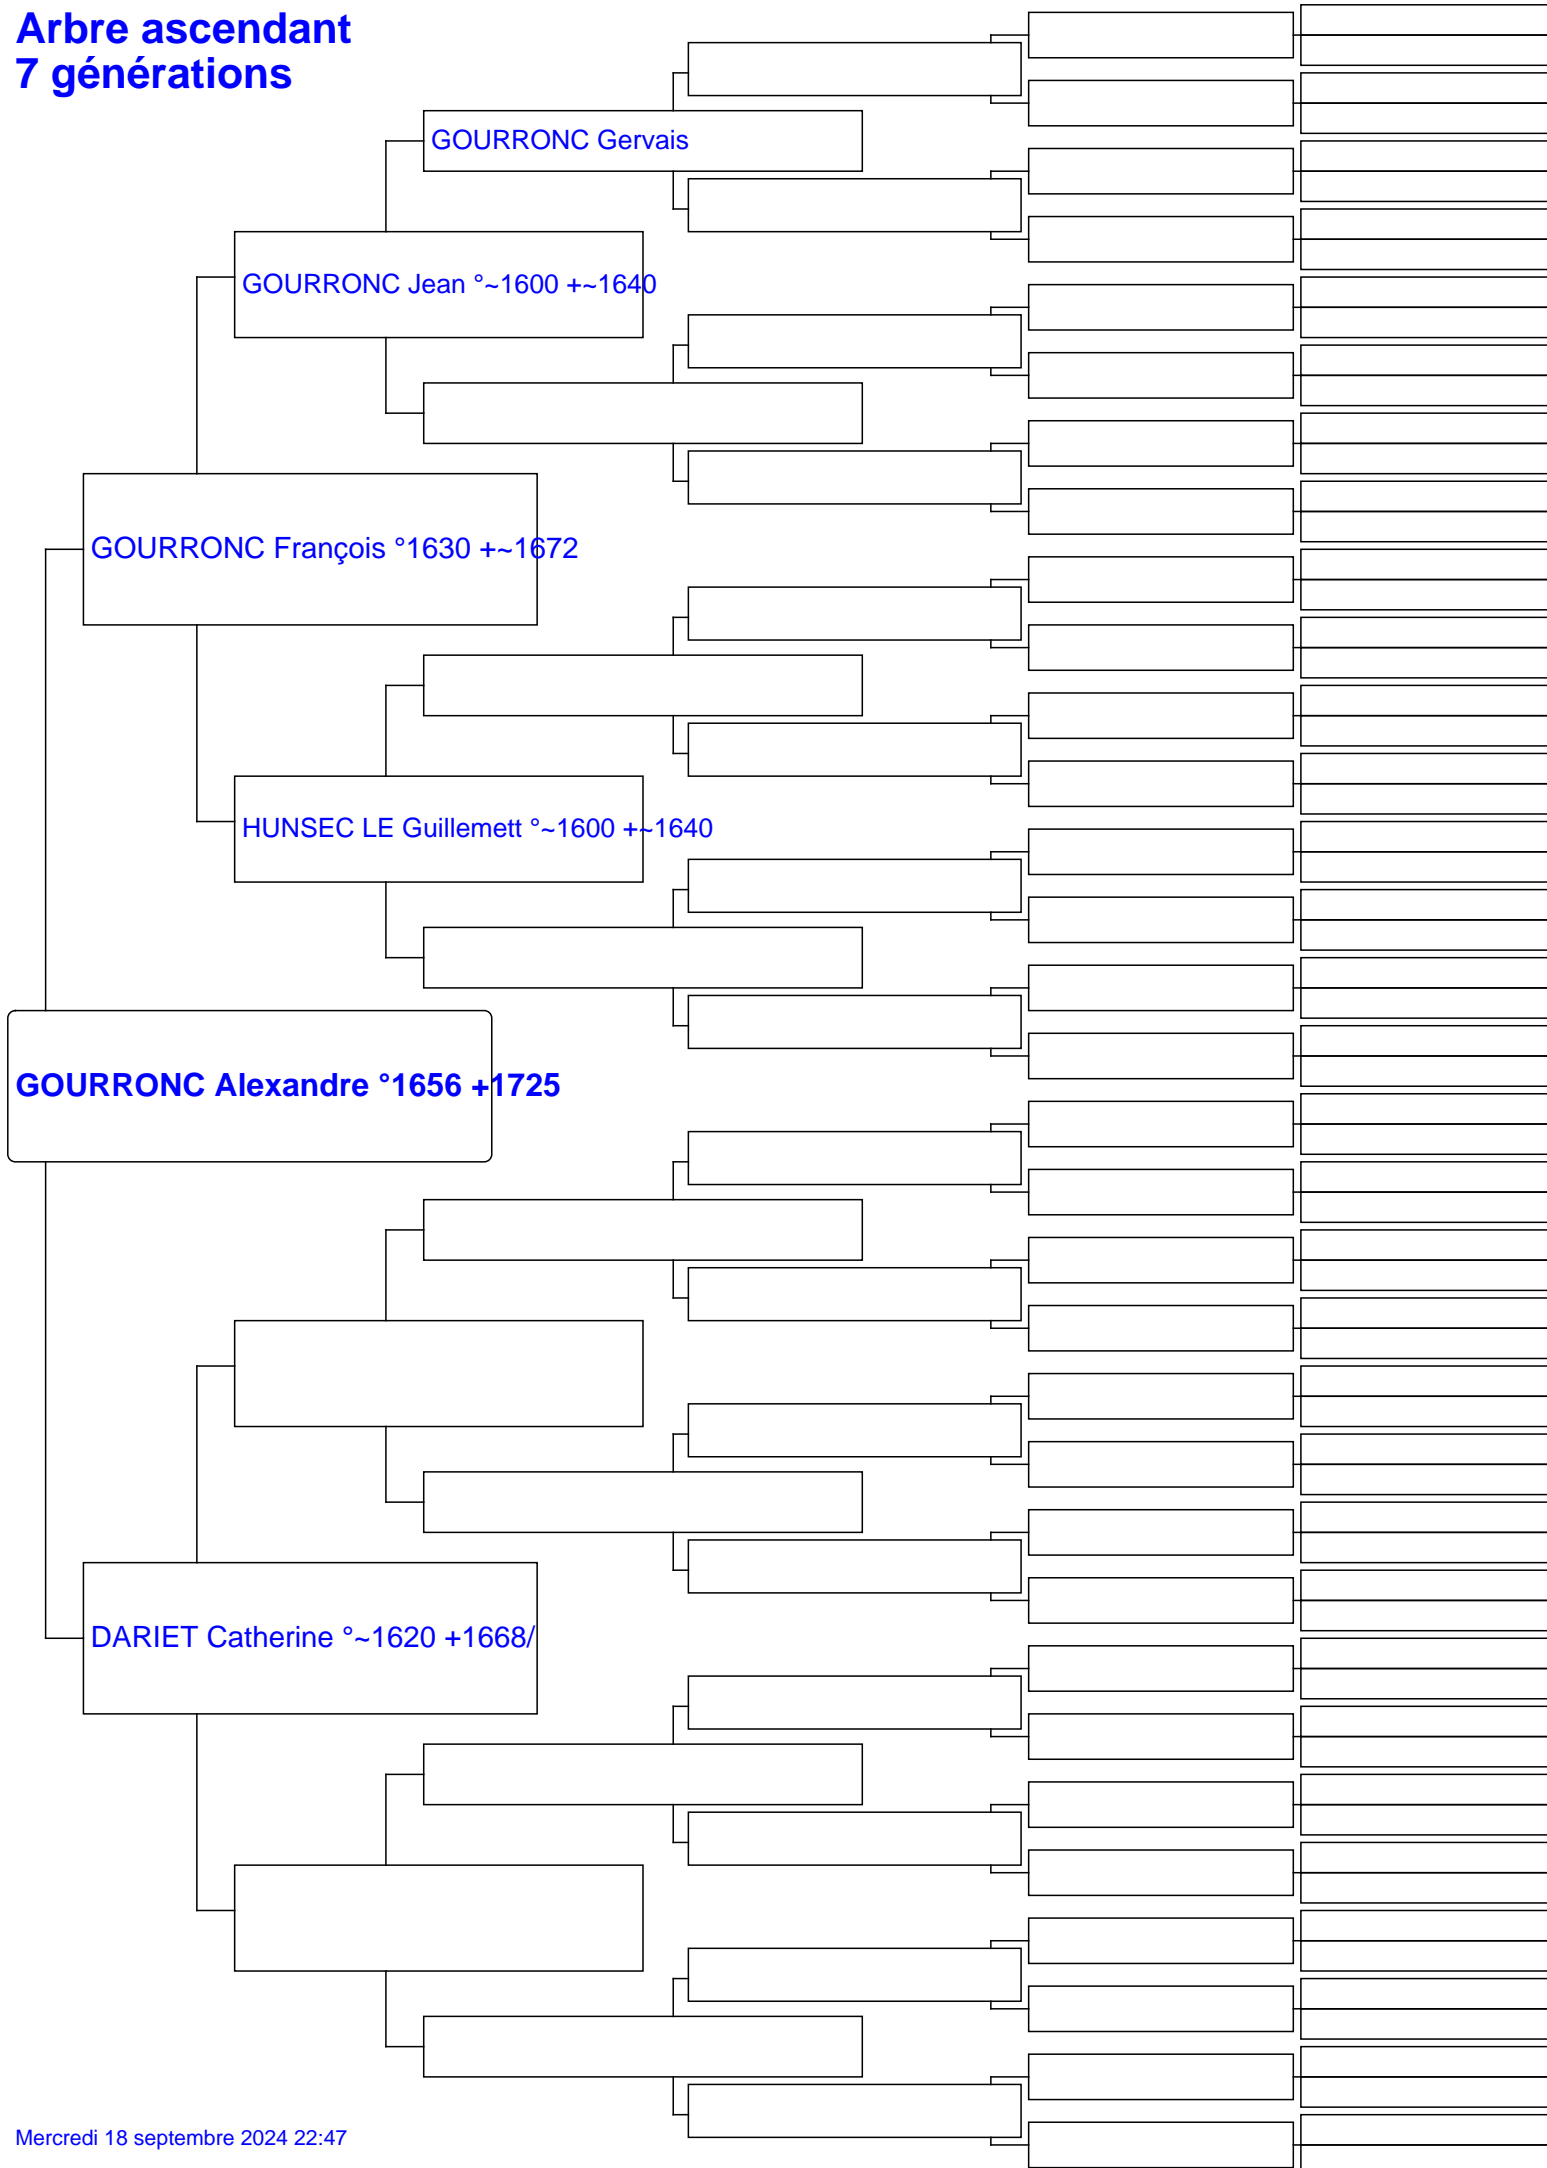 Arbre ascendant
7 générations
GOURRONC Gervais
GOURRONC Jean °~1600 +~1640
GOURRONC François °1630 +~1672
HUNSEC LE Guillemett °~1600 +~1640
GOURRONC Alexandre °1656 +1725
DARIET Catherine °~1620 +1668/
Mercredi 18 septembre 2024 22:47